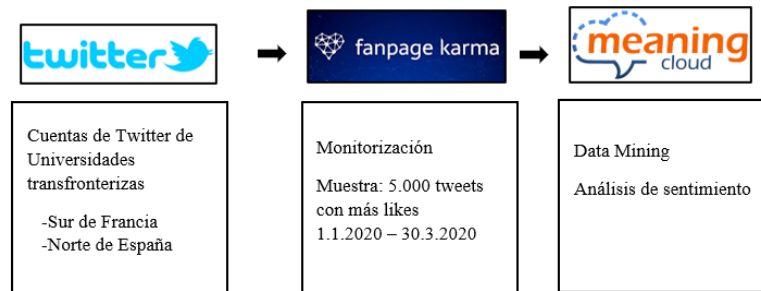 twitter
fanpage karma
meaning
cloud
Cuentas de Twitter de
Universidades
transfronterizas
-Sur de Francia
-Norte de España
Monitorización
Muestra: 5.000 tweets
con más likes
1.1.2020 – 30.3.2020
Data Mining
Análisis de sentimiento